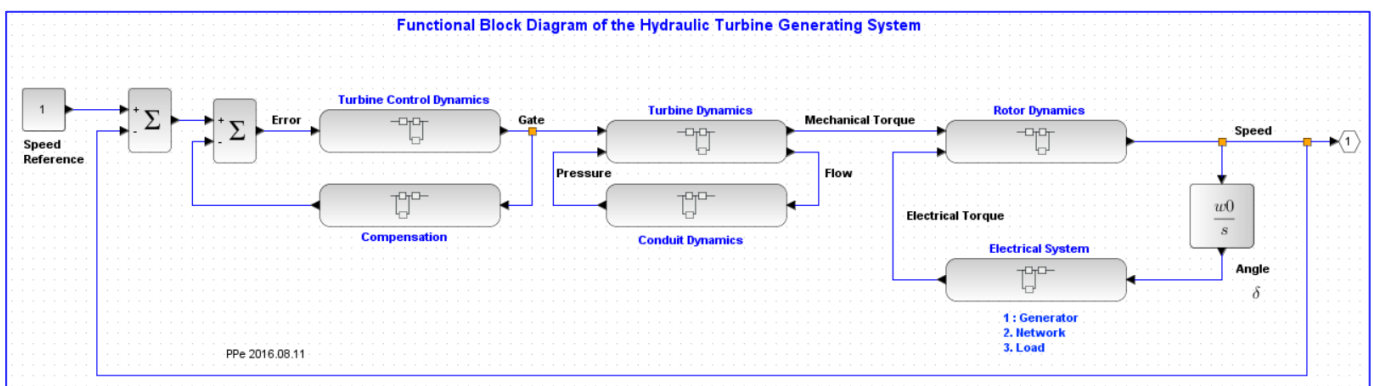 Functional Block Diagram of the Hydraulic Turbine Generating System
1
Speed
Reference
+
-
Σ
+
-
Σ
Error
Turbine Control Dynamics
Gate
Compensation
Turbine Dynamics
Pressure
Flow
Conduit Dynamics
Mechanical Torque
Rotor Dynamics
Speed
1
w0
s
Angle
δ
Electrical Torque
Electrical System
1 : Generator
2. Network
3. Load
PPe 2016.08.11